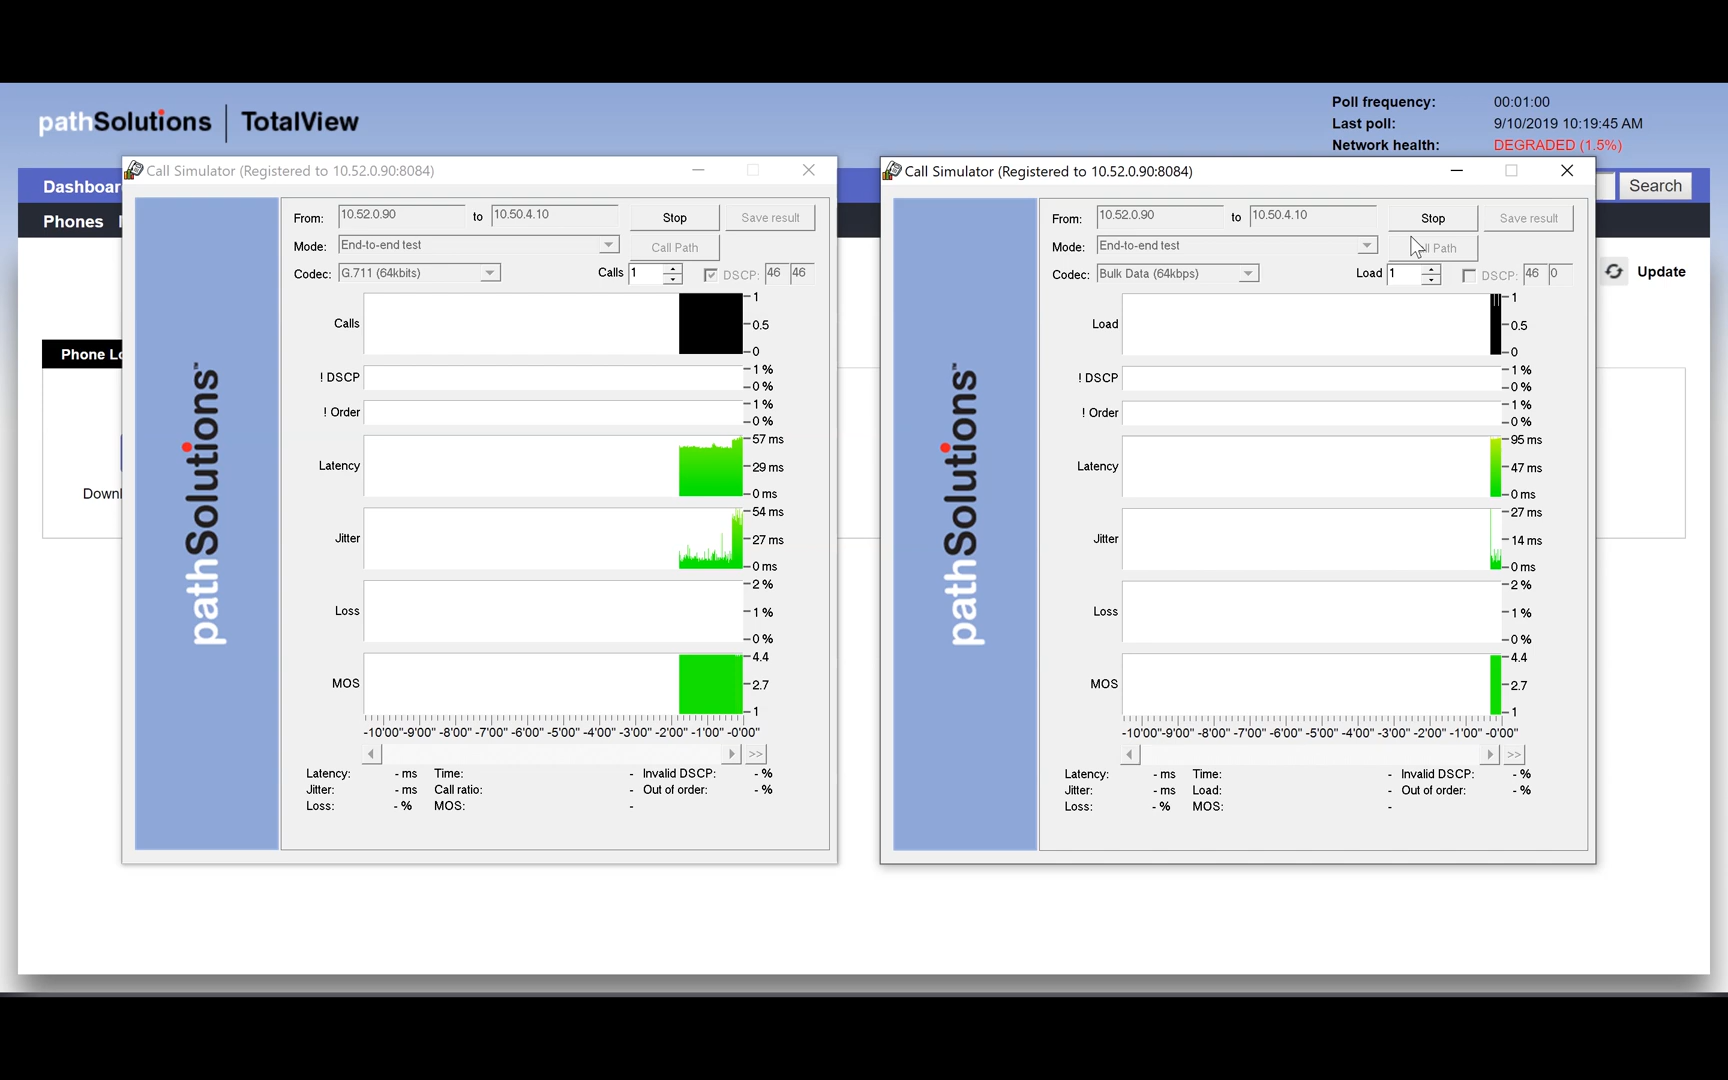 pathSolutions | TotalView
Poll frequency: 00:01:00
Last poll: 9/10/2019 10:19:45 AM
Network health: DEGRADED (1.5%)
Search
Phones
Update
Call Simulator (Registered to 10.52.0.90:8084)
pathSolutions™
From: 10.52.0.90 to 10.50.4.10 Stop Save result
Mode: End-to-end test Call Path
Codec: G.711 (64kbits) Calls 1 DSCP: 46 46
Calls 1 0.5 0
! DSCP 1 % 0 %
! Order 1 % 0 %
Latency 57 ms 29 ms 0 ms
Jitter 54 ms 27 ms 0 ms
Loss 2 % 1 % 0 %
MOS 4.4 2.7 1
-10'00" -9'00" -8'00" -7'00" -6'00" -5'00" -4'00" -3'00" -2'00" -1'00" -0'00"
>>
Latency: - ms Time: - Invalid DSCP: - %
Jitter: - ms Call ratio: - Out of order: - %
Loss: - % MOS: -
Call Simulator (Registered to 10.52.0.90:8084)
pathSolutions™
From: 10.52.0.90 to 10.50.4.10 Stop Save result
Mode: End-to-end test Path
Codec: Bulk Data (64kbps) Load 1 DSCP: 46 0
Load 1 0.5 0
! DSCP 1 % 0 %
! Order 1 % 0 %
Latency 95 ms 47 ms 0 ms
Jitter 27 ms 14 ms 0 ms
Loss 2 % 1 % 0 %
MOS 4.4 2.7 1
-10'00" -9'00" -8'00" -7'00" -6'00" -5'00" -4'00" -3'00" -2'00" -1'00" -0'00"
>>
Latency: - ms Time: - Invalid DSCP: - %
Jitter: - ms Load: - Out of order: - %
Loss: - % MOS: -